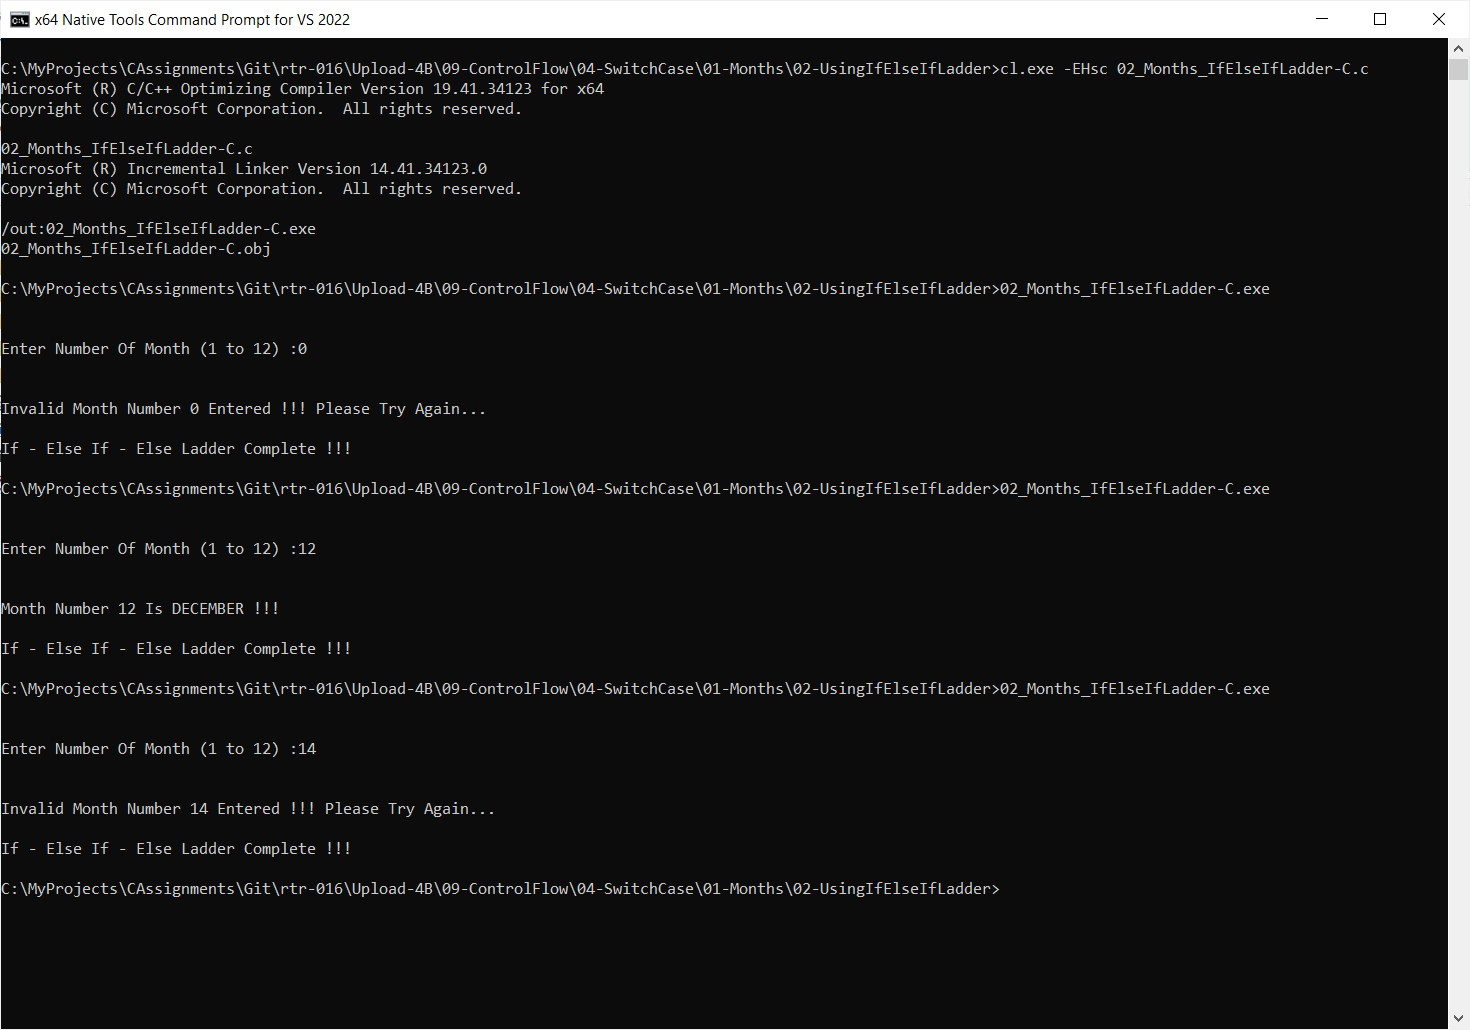 x64 Native Tools Command Prompt for VS 2022
C:\MyProjects\CAssignments\Git\rtr-016\Upload-4B\09-ControlFlow\04-SwitchCase\01-Months\02-UsingIfElseIfLadder>cl.exe -EHsc 02_Months_IfElseIfLadder-C.c
Microsoft (R) C/C++ Optimizing Compiler Version 19.41.34123 for x64
Copyright (C) Microsoft Corporation.  All rights reserved.
02_Months_IfElseIfLadder-C.c
Microsoft (R) Incremental Linker Version 14.41.34123.0
Copyright (C) Microsoft Corporation.  All rights reserved.
/out:02_Months_IfElseIfLadder-C.exe
02_Months_IfElseIfLadder-C.obj
C:\MyProjects\CAssignments\Git\rtr-016\Upload-4B\09-ControlFlow\04-SwitchCase\01-Months\02-UsingIfElseIfLadder>02_Months_IfElseIfLadder-C.exe
Enter Number Of Month (1 to 12) :0
Invalid Month Number 0 Entered !!! Please Try Again...
If - Else If - Else Ladder Complete !!!
C:\MyProjects\CAssignments\Git\rtr-016\Upload-4B\09-ControlFlow\04-SwitchCase\01-Months\02-UsingIfElseIfLadder>02_Months_IfElseIfLadder-C.exe
Enter Number Of Month (1 to 12) :12
Month Number 12 Is DECEMBER !!!
If - Else If - Else Ladder Complete !!!
C:\MyProjects\CAssignments\Git\rtr-016\Upload-4B\09-ControlFlow\04-SwitchCase\01-Months\02-UsingIfElseIfLadder>02_Months_IfElseIfLadder-C.exe
Enter Number Of Month (1 to 12) :14
Invalid Month Number 14 Entered !!! Please Try Again...
If - Else If - Else Ladder Complete !!!
C:\MyProjects\CAssignments\Git\rtr-016\Upload-4B\09-ControlFlow\04-SwitchCase\01-Months\02-UsingIfElseIfLadder>